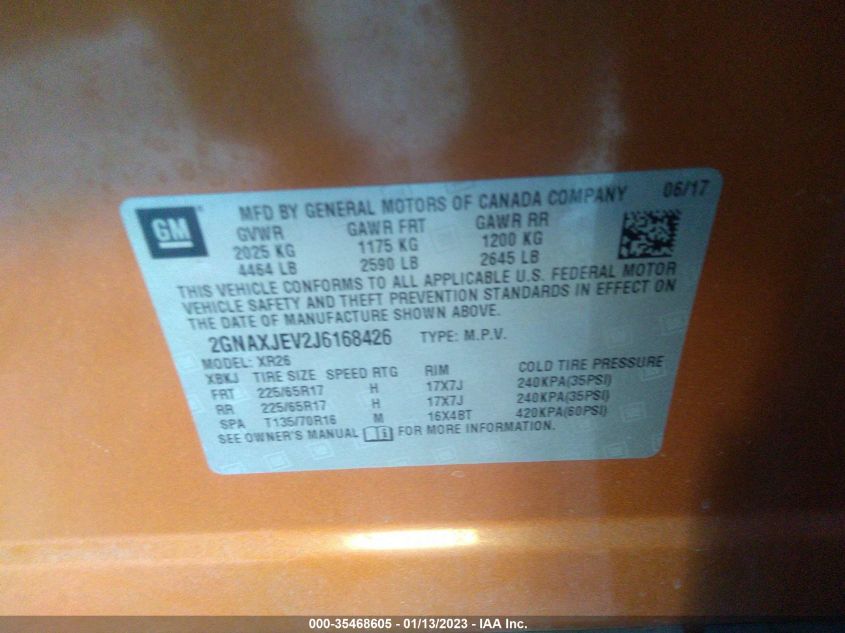 GM
MFD BY GENERAL MOTORS OF CANADA COMPANY 06/17
GVWR GAWR FRT GAWR RR
2025 KG 1175 KG 1200 KG
4464 LB 2590 LB 2645 LB
THIS VEHICLE CONFORMS TO ALL APPLICABLE U.S. FEDERAL MOTOR
VEHICLE SAFETY AND THEFT PREVENTION STANDARDS IN EFFECT ON
THE DATE OF MANUFACTURE SHOWN ABOVE.
2GNAXJEV2J6168426 TYPE: M.P.V.
MODEL: XR26
XBKJ TIRE SIZE SPEED RTG RIM COLD TIRE PRESSURE
FRT 225/65R17 H 17X7J 240KPA(35PSI)
RR 225/65R17 H 17X7J 240KPA(35PSI)
SPA T135/70R16 M 16X4BT 420KPA(60PSI)
SEE OWNER'S MANUAL FOR MORE INFORMATION.
000-35468605 - 01/13/2023 - IAA Inc.